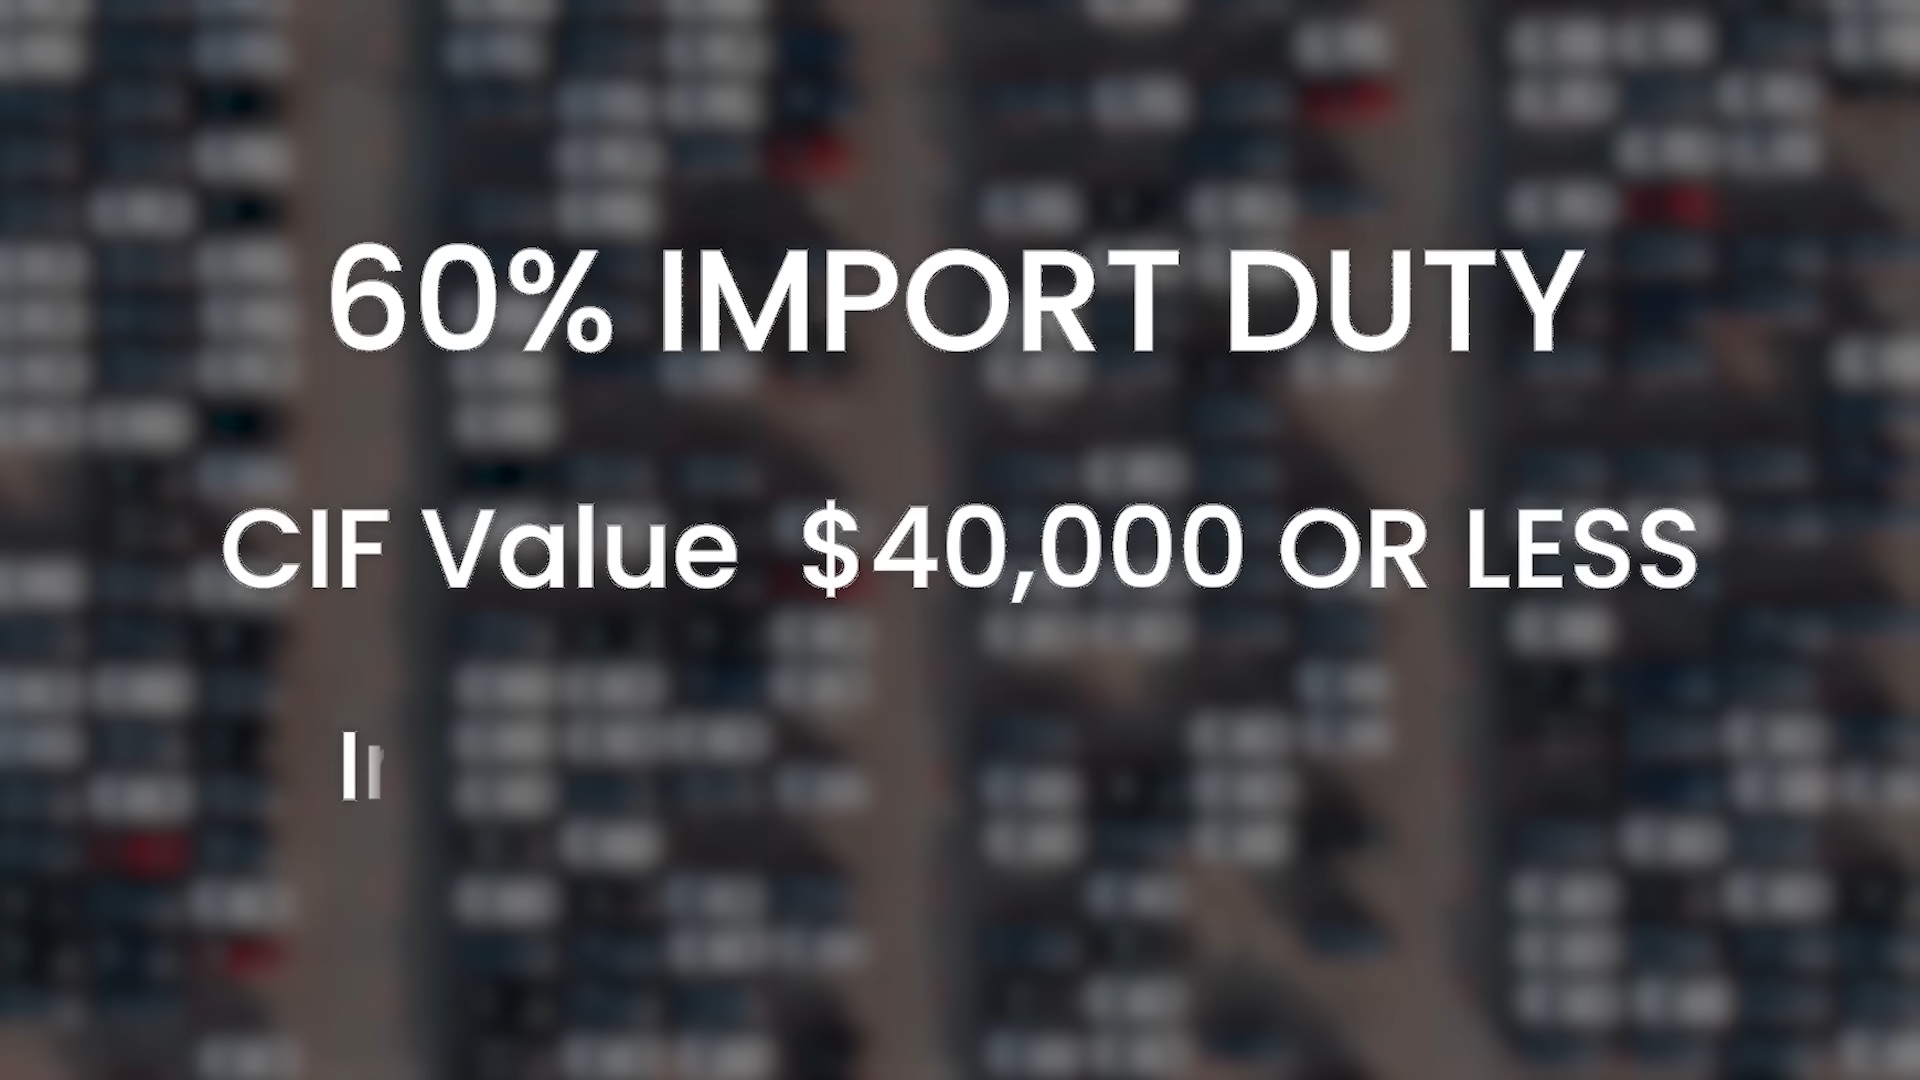 60% IMPORT DUTY
CIF Value $40,000 OR LESS